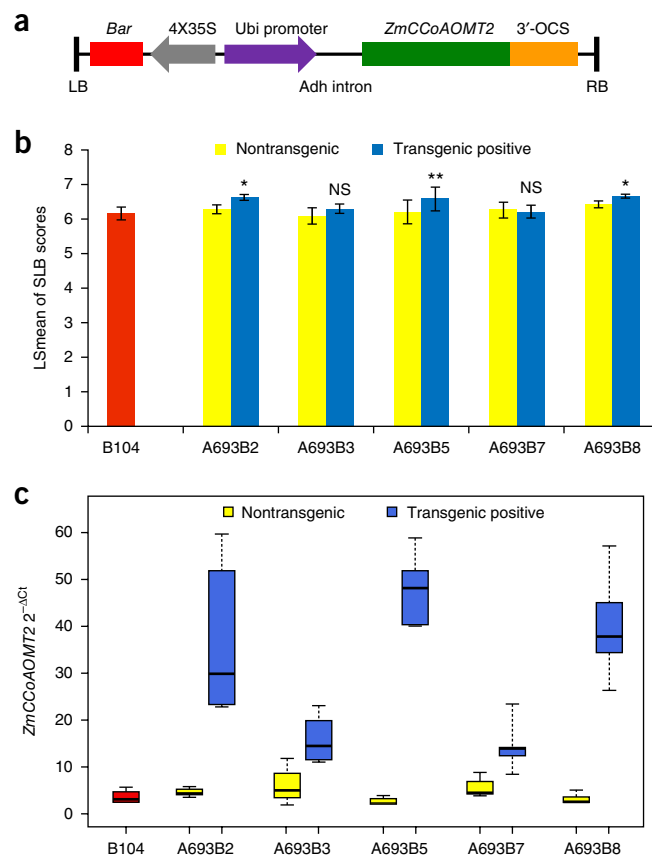 a
Bar 4X35S Ubi promoter ZmCCoAOMT2 3′-OCS
LB Adh intron RB
b
Nontransgenic Transgenic positive
LSmean of SLB scores
8
7
6
5
4
3
2
1
0
* NS ** NS *
B104 A693B2 A693B3 A693B5 A693B7 A693B8
c
Nontransgenic Transgenic positive
ZmCCoAOMT2 2^−ΔCt
60
50
40
30
20
10
0
B104 A693B2 A693B3 A693B5 A693B7 A693B8